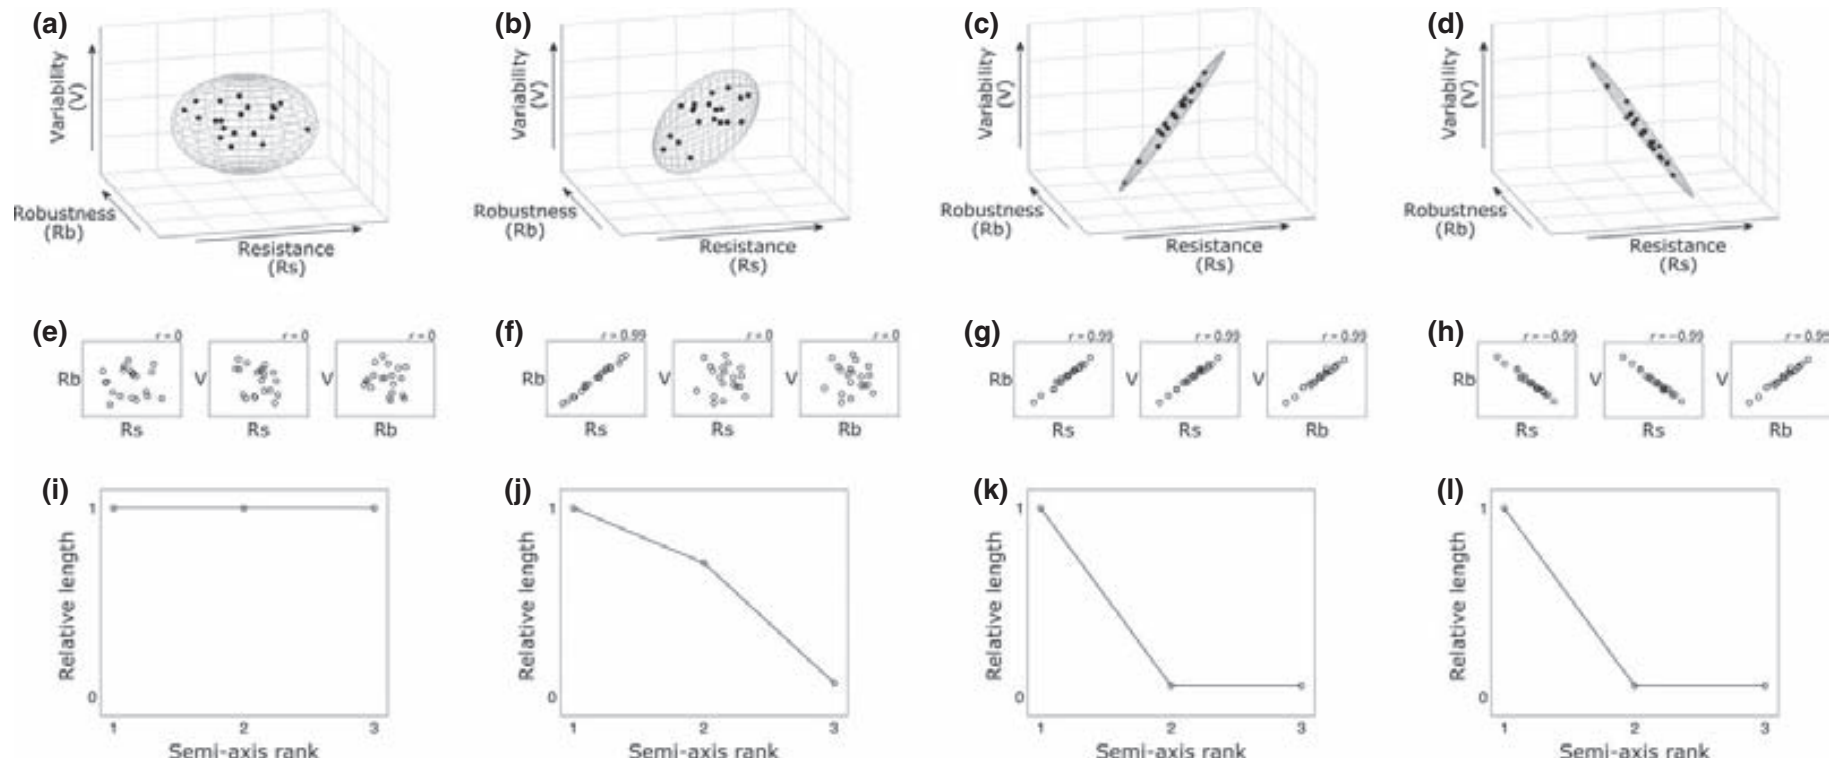 (a) (b) (c) (d)
Variability (V) Variability (V) Variability (V) Variability (V)
Robustness (Rb) Robustness (Rb) Robustness (Rb) Robustness (Rb)
Resistance (Rs) Resistance (Rs) Resistance (Rs) Resistance (Rs)
(e) r = 0 r = 0 r = 0 (f) r = 0.99 r = 0 r = 0 (g) r = 0.99 r = 0.99 r = 0.99 (h) r = -0.99 r = -0.99 r = 0.99
Rb V V Rb V V Rb V V Rb V V
Rs Rs Rb Rs Rs Rb Rs Rs Rb Rs Rs Rb
(i) (j) (k) (l)
1 1 1 1
Relative length Relative length Relative length Relative length
0 0 0 0
1 2 3 1 2 3 1 2 3 1 2 3
Semi-axis rank Semi-axis rank Semi-axis rank Semi-axis rank